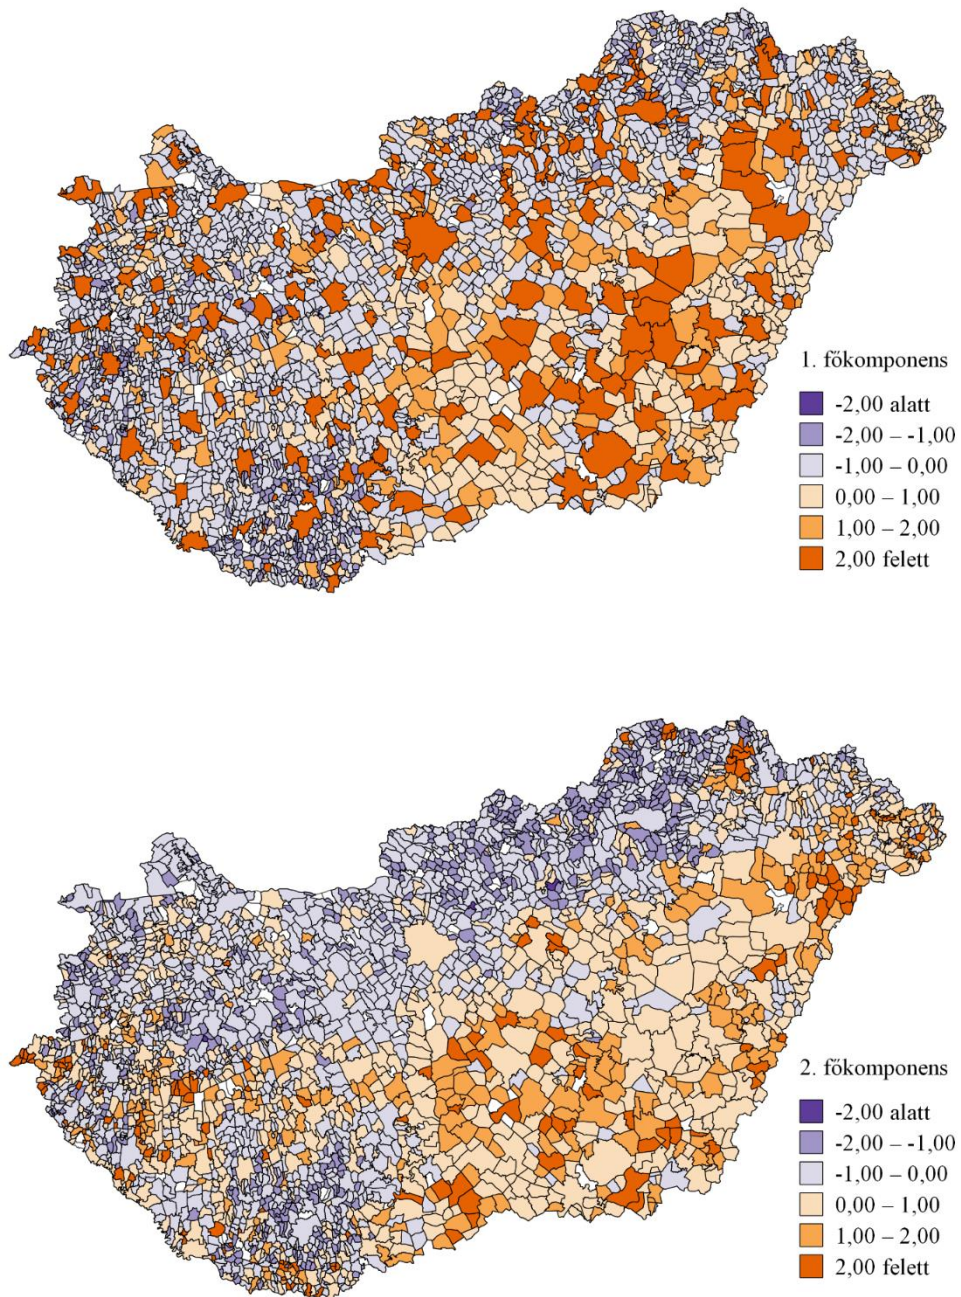 1. főkomponens
-2,00 alatt
-2,00 – -1,00
-1,00 – 0,00
0,00 – 1,00
1,00 – 2,00
2,00 felett
2. főkomponens
-2,00 alatt
-2,00 – -1,00
-1,00 – 0,00
0,00 – 1,00
1,00 – 2,00
2,00 felett